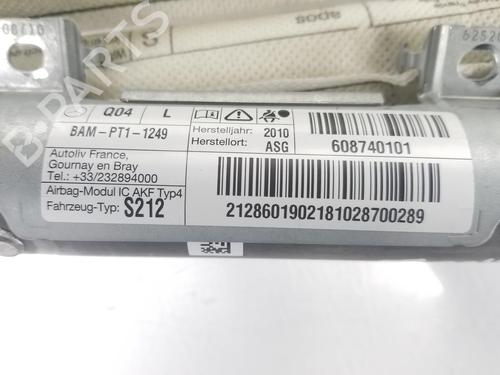 Q04 L
BAM-PT1-1249
Autoliv France,
Gournay en Bray
Tel.: +33/232894000
Airbag-Modul IC AKF Typ4
Fahrzeug-Typ: S212
Herstelljahr: 2010
Herstellort: ASG
608740101
2128601902181028700289
B-PARTS